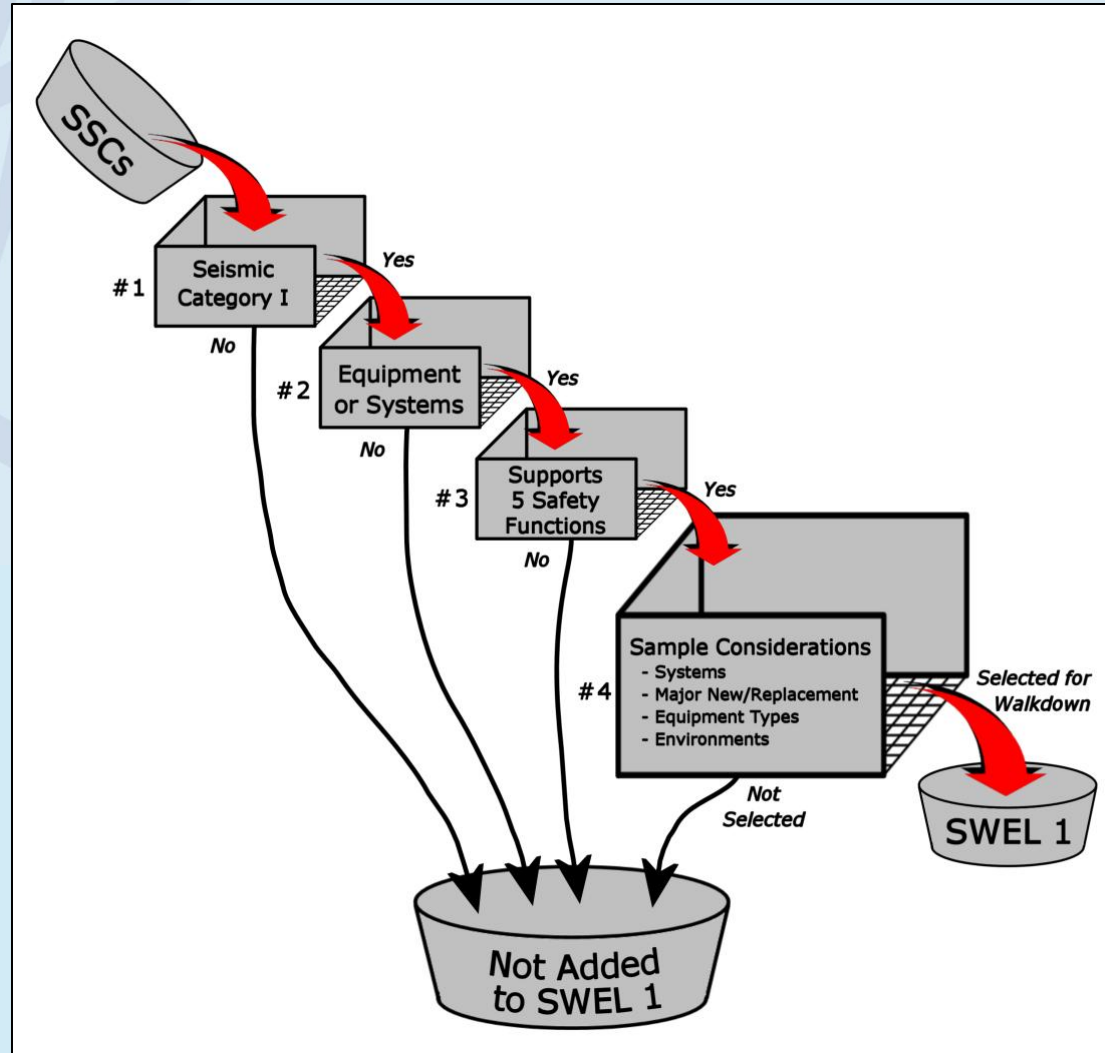 SSCs
#1
Seismic
Category I
Yes
No
#2
Equipment
or Systems
Yes
No
#3
Supports
5 Safety
Functions
Yes
No
#4
Sample Considerations
- Systems
- Major New/Replacement
- Equipment Types
- Environments
Selected for
Walkdown
Not
Selected
SWEL 1
Not Added
to SWEL 1